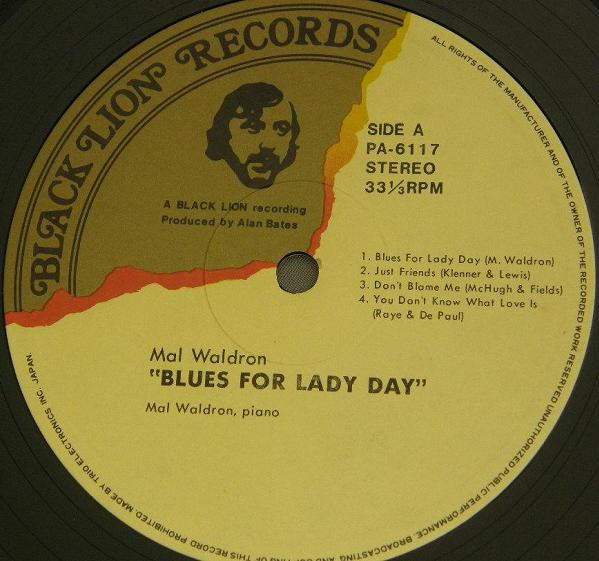 BLACK LION RECORDS
SIDE A
PA-6117
STEREO
33⅓RPM
A BLACK LION recording
Produced by Alan Bates
1. Blues For Lady Day (M. Waldron)
2. Just Friends (Klenner & Lewis)
3. Don't Blame Me (McHugh & Fields)
4. You Don't Know What Love Is
(Raye & De Paul)
Mal Waldron
"BLUES FOR LADY DAY"
Mal Waldron, piano
ALL RIGHTS OF THE MANUFACTURER AND OF THE OWNER OF THE RECORDED WORK RESERVED UNAUTHORIZED PUBLIC PERFORMANCE, BROADCASTING AND OF THIS RECORD PROHIBITED. MADE BY TRIO ELECTRONICS INC. JAPAN.